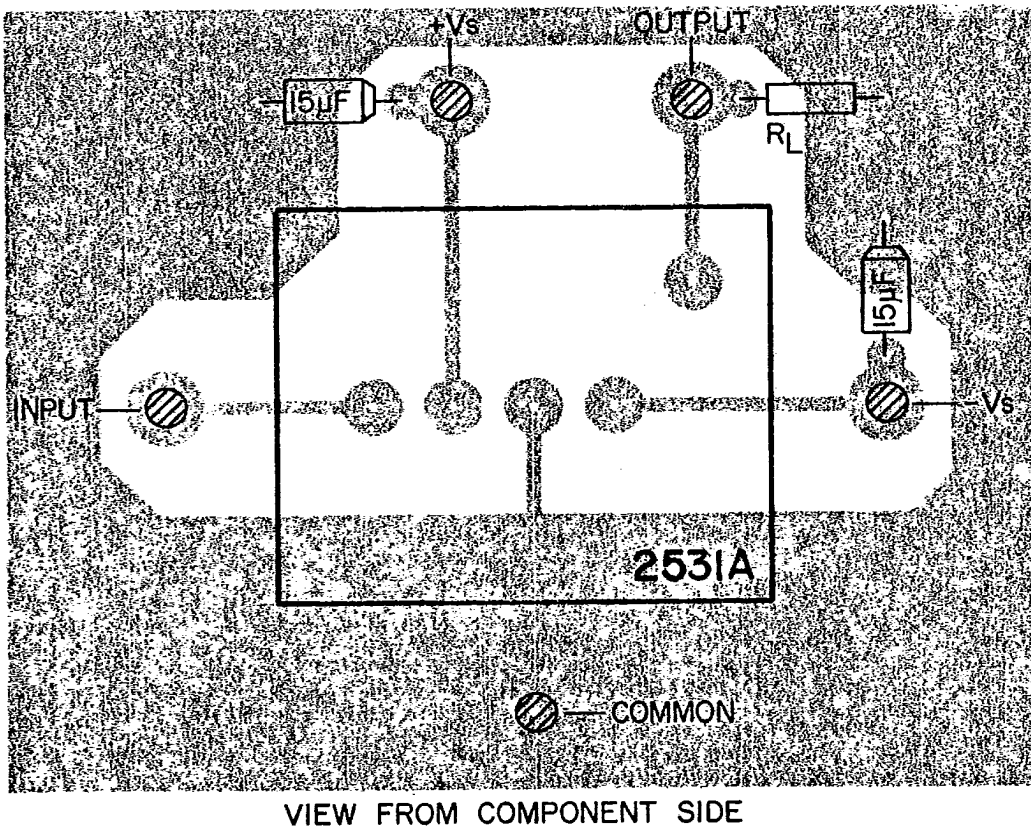 +Vs
OUTPUT
15µF
RL
15µF
INPUT
-Vs
2531A
COMMON
VIEW FROM COMPONENT SIDE